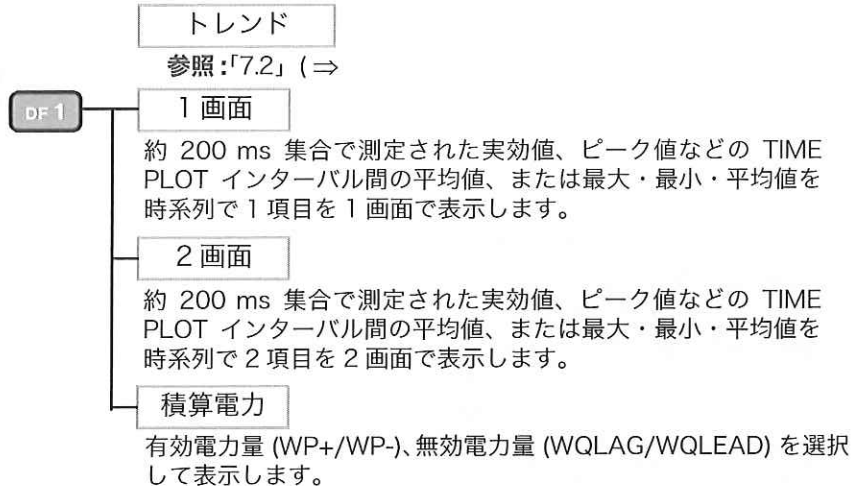 トレンド
参照 :「7.2」 ( ⇒
DF 1
1 画面
約 200 ms 集合で測定された実効値、ピーク値などの TIME
PLOT インターバル間の平均値、または最大・最小・平均値を
時系列で 1 項目を 1 画面で表示します。
2 画面
約 200 ms 集合で測定された実効値、ピーク値などの TIME
PLOT インターバル間の平均値、または最大・最小・平均値を
時系列で 2 項目を 2 画面で表示します。
積算電力
有効電力量 (WP+/WP-)、無効電力量 (WQLAG/WQLEAD) を選択
して表示します。